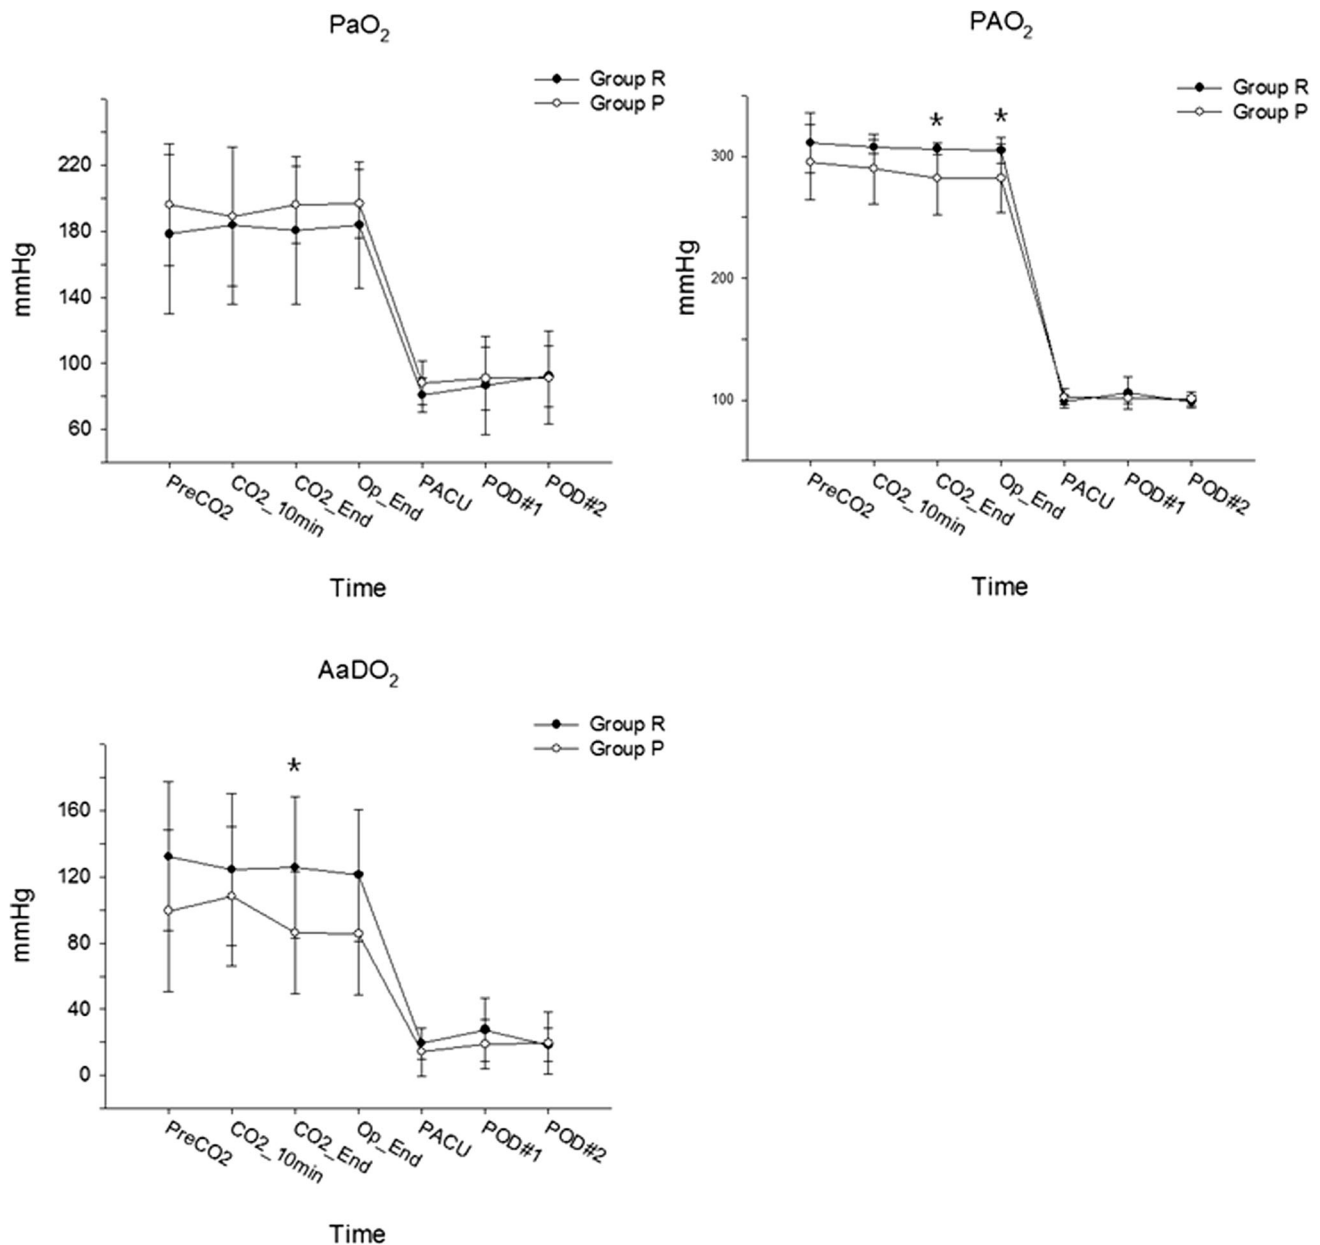 PaO2
Group R
Group P
220
180
140
100
60
mmHg
PreCO2
CO2_10min
CO2_End
Op_End
PACU
POD#1
POD#2
Time
PAO2
Group R
Group P
* *
300
200
100
mmHg
PreCO2
CO2_10min
CO2_End
Op_End
PACU
POD#1
POD#2
Time
AaDO2
Group R
Group P
*
160
120
80
40
0
mmHg
PreCO2
CO2_10min
CO2_End
Op_End
PACU
POD#1
POD#2
Time